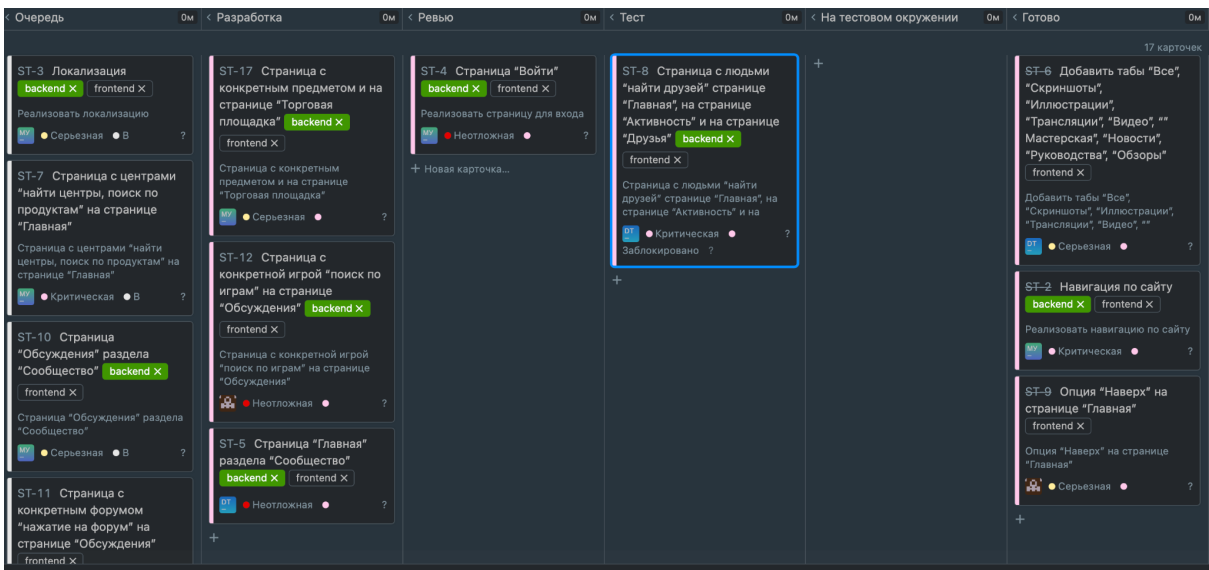 < Очередь 0м
< Разработка 0м
< Ревью 0м
< Тест 0м
< На тестовом окружении 0м
< Готово 0м
17 карточек
ST-3 Локализация
backend × frontend ×
Реализовать локализацию
МУ Серьезная В ?
ST-7 Страница с центрами
“найти центры, поиск по
продуктам” на странице
“Главная”
Страница с центрами “найти
центры, поиск по продуктам” на
странице “Главная”
МУ Критическая В ?
ST-10 Страница
“Обсуждения” раздела
“Сообщество” backend ×
frontend ×
Страница “Обсуждения” раздела
“Сообщество”
МУ Серьезная В ?
ST-11 Страница с
конкретным форумом
“нажатие на форум” на
странице “Обсуждения”
frontend ×
ST-17 Страница с
конкретным предметом и на
странице “Торговая
площадка” backend ×
frontend ×
Страница с конкретным
предметом и на странице
“Торговая площадка”
МУ Серьезная ?
ST-12 Страница с
конкретной игрой “поиск по
играм” на странице
“Обсуждения” backend ×
frontend ×
Страница с конкретной игрой
“поиск по играм” на странице
“Обсуждения”
Неотложная ?
ST-5 Страница “Главная”
раздела “Сообщество”
backend × frontend ×
DT Неотложная ?
+
ST-4 Страница “Войти”
backend × frontend ×
Реализовать страницу для входа
МУ Неотложная ?
+ Новая карточка...
ST-8 Страница с людьми
“найти друзей” странице
“Главная”, на странице
“Активность” и на странице
“Друзья” backend ×
frontend ×
Страница с людьми “найти
друзей” странице “Главная”, на
странице “Активность” и на
DT Критическая ?
Заблокировано ?
+
+
ST-6 Добавить табы “Все”,
“Скриншоты”,
“Иллюстрации”,
“Трансляции”, “Видео”, “”
Мастерская”, “Новости”,
“Руководства”, “Обзоры”
frontend ×
Добавить табы “Все”,
“Скриншоты”, “Иллюстрации”,
“Трансляции”, “Видео”, “”
DT Серьезная ?
ST-2 Навигация по сайту
backend × frontend ×
Реализовать навигацию по сайту
МУ Критическая ?
ST-9 Опция “Наверх” на
странице “Главная”
frontend ×
Опция “Наверх” на странице
“Главная”
Серьезная ?
+